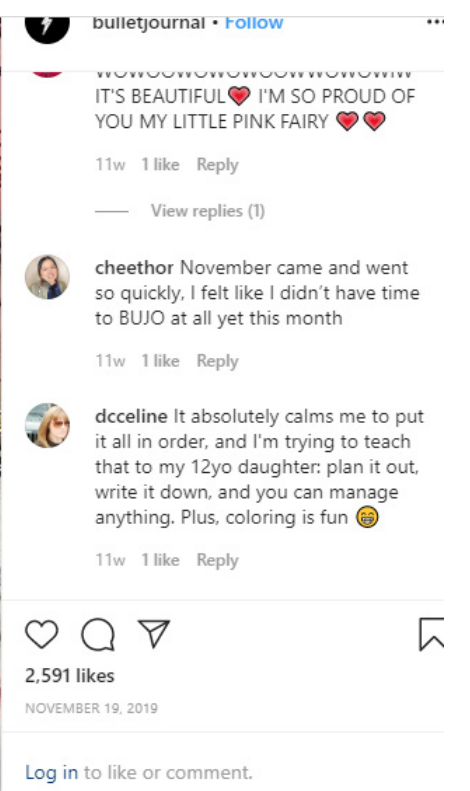 bulletjournal • Follow
IT'S BEAUTIFUL❤️ I'M SO PROUD OF
YOU MY LITTLE PINK FAIRY ❤️❤️
11w 1 like Reply
View replies (1)
cheethor November came and went
so quickly, I felt like I didn't have time
to BUJO at all yet this month
11w 1 like Reply
dcceline It absolutely calms me to put
it all in order, and I'm trying to teach
that to my 12yo daughter: plan it out,
write it down, and you can manage
anything. Plus, coloring is fun 😁
11w 1 like Reply
2,591 likes
NOVEMBER 19, 2019
Log in to like or comment.